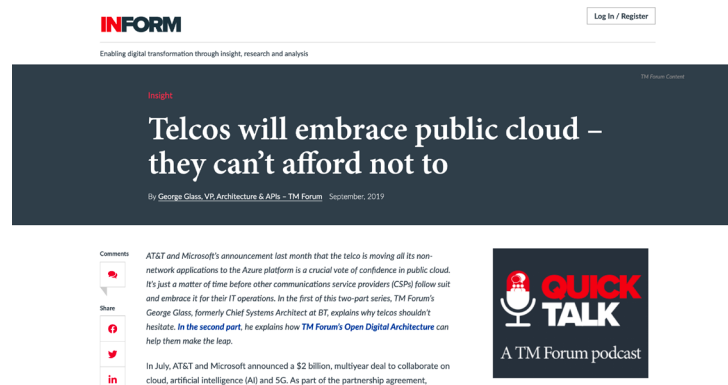 INFORM
Log In / Register
Enabling digital transformation through insight, research and analysis
TM Forum Content
Insight
Telcos will embrace public cloud –
they can't afford not to
By George Glass, VP, Architecture & APIs – TM Forum September, 2019
Comments
Share
AT&T and Microsoft's announcement last month that the telco is moving all its non-
network applications to the Azure platform is a crucial vote of confidence in public cloud.
It's just a matter of time before other communications service providers (CSPs) follow suit
and embrace it for their IT operations. In the first of this two-part series, TM Forum's
George Glass, formerly Chief Systems Architect at BT, explains why telcos shouldn't
hesitate. In the second part, he explains how TM Forum's Open Digital Architecture can
help them make the leap.
In July, AT&T and Microsoft announced a $2 billion, multiyear deal to collaborate on
cloud, artificial intelligence (AI) and 5G. As part of the partnership agreement,
QUICK
TALK
A TM Forum podcast